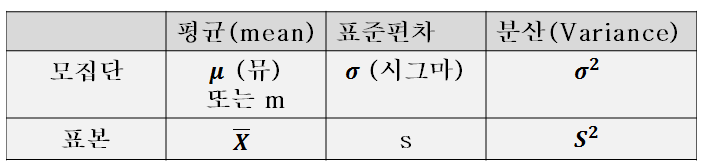 평균(mean) 표준편차 분산(Variance)
모집단 μ (뮤) 또는 m σ (시그마) σ²
표본 X̅ s S²